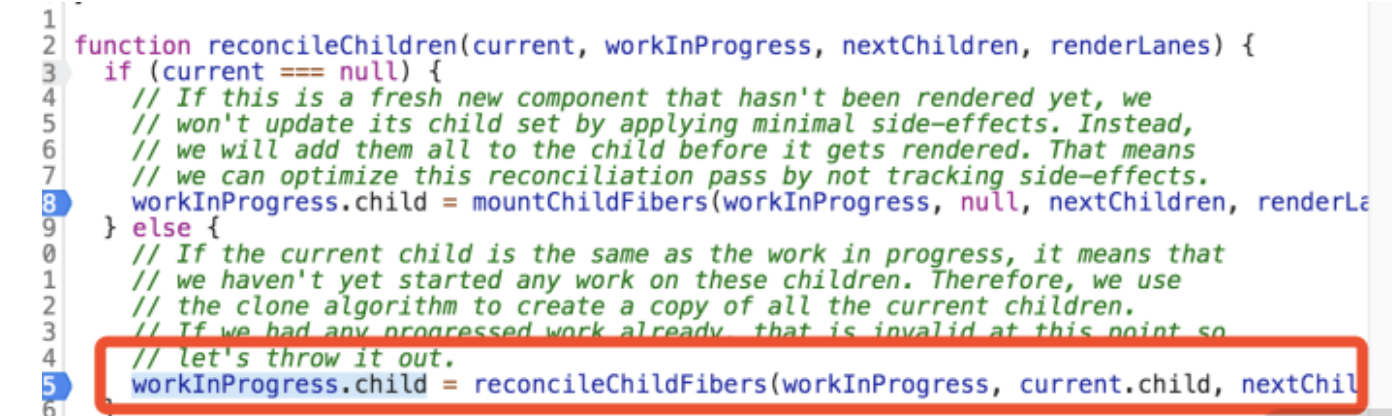 1
2 function reconcileChildren(current, workInProgress, nextChildren, renderLanes) {
3 if (current === null) {
4 // If this is a fresh new component that hasn't been rendered yet, we
5 // won't update its child set by applying minimal side-effects. Instead,
6 // we will add them all to the child before it gets rendered. That means
7 // we can optimize this reconciliation pass by not tracking side-effects.
8 workInProgress.child = mountChildFibers(workInProgress, null, nextChildren, renderLa
9 } else {
0 // If the current child is the same as the work in progress, it means that
1 // we haven't yet started any work on these children. Therefore, we use
2 // the clone algorithm to create a copy of all the current children.
3 // If we had any progressed work already, that is invalid at this point so
4 // let's throw it out.
5 workInProgress.child = reconcileChildFibers(workInProgress, current.child, nextChil
6 }